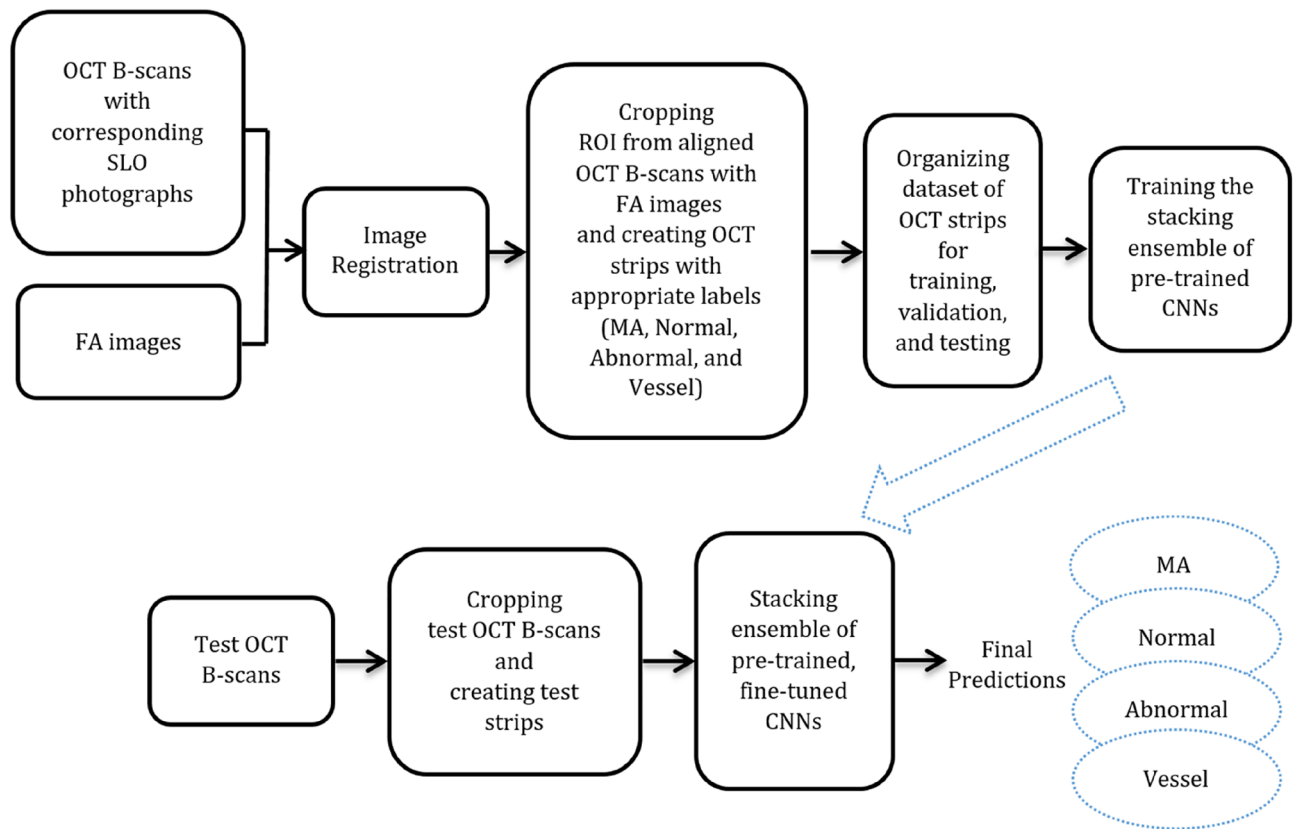 OCT B-scans
with
corresponding
SLO
photographs
FA images
Image
Registration
Cropping
ROI from aligned
OCT B-scans with
FA images
and creating OCT
strips with
appropriate labels
(MA, Normal,
Abnormal, and
Vessel)
Organizing
dataset of
OCT strips
for
training,
validation,
and testing
Training the
stacking
ensemble of
pre-trained
CNNs
Test OCT
B-scans
Cropping
test OCT B-scans
and
creating test
strips
Stacking
ensemble of
pre-trained,
fine-tuned
CNNs
Final
Predictions
MA
Normal
Abnormal
Vessel